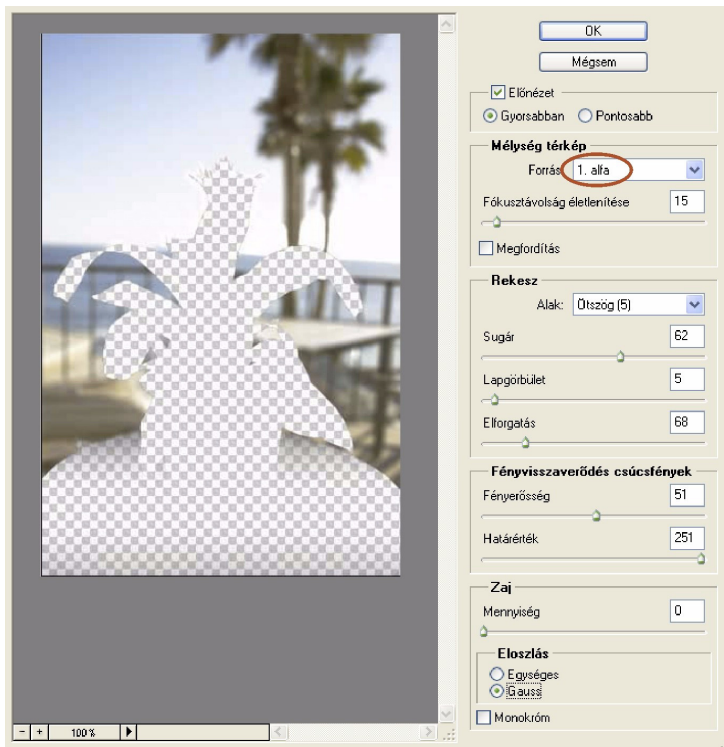 OK
Mégsem
Előnézet
Gyorsabban Pontosabb
Mélység térkép
Forrás 1. alfa
Fókusztávolság életlenítése 15
Megfordítás
Rekesz
Alak: Ötszög (5)
Sugár 62
Lapgörbület 5
Elforgatás 68
Fényvisszaverődés csúcsfények
Fényerősség 51
Határérték 251
Zaj
Mennyiség 0
Eloszlás
Egységes
Gauss
Monokróm
- + 100%